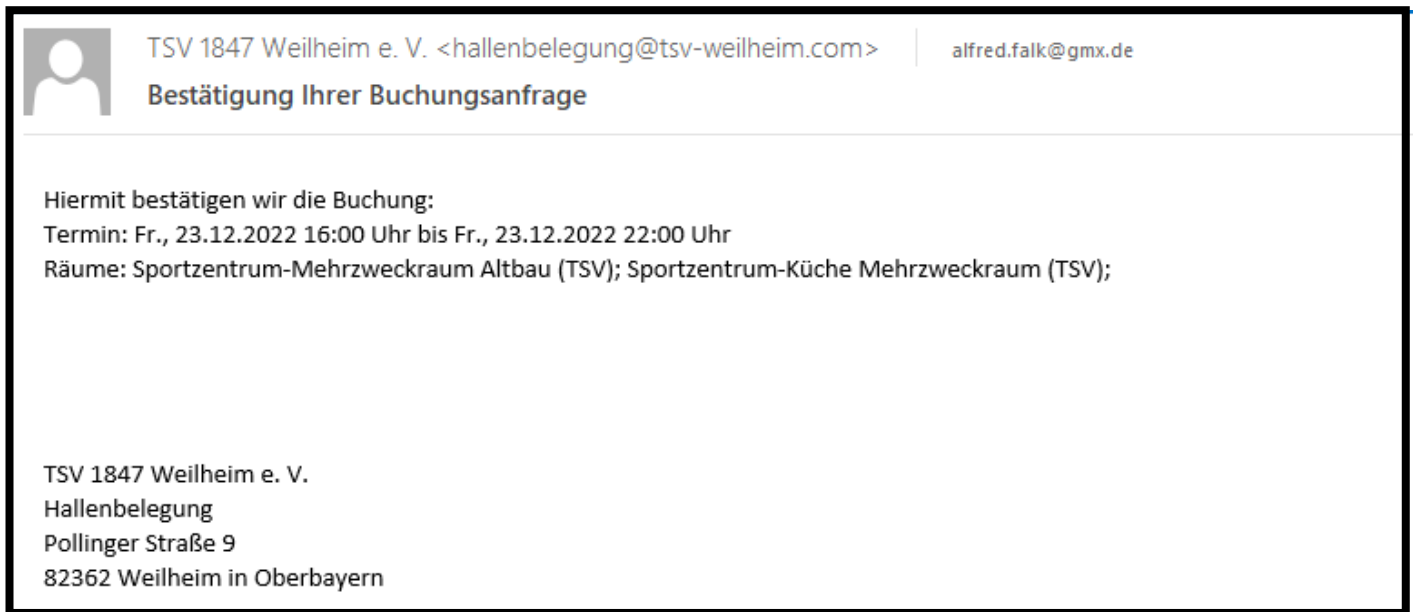 TSV 1847 Weilheim e. V. <hallenbelegung@tsv-weilheim.com> alfred.falk@gmx.de
Bestätigung Ihrer Buchungsanfrage
Hiermit bestätigen wir die Buchung:
Termin: Fr., 23.12.2022 16:00 Uhr bis Fr., 23.12.2022 22:00 Uhr
Räume: Sportzentrum-Mehrzweckraum Altbau (TSV); Sportzentrum-Küche Mehrzweckraum (TSV);
TSV 1847 Weilheim e. V.
Hallenbelegung
Pollinger Straße 9
82362 Weilheim in Oberbayern